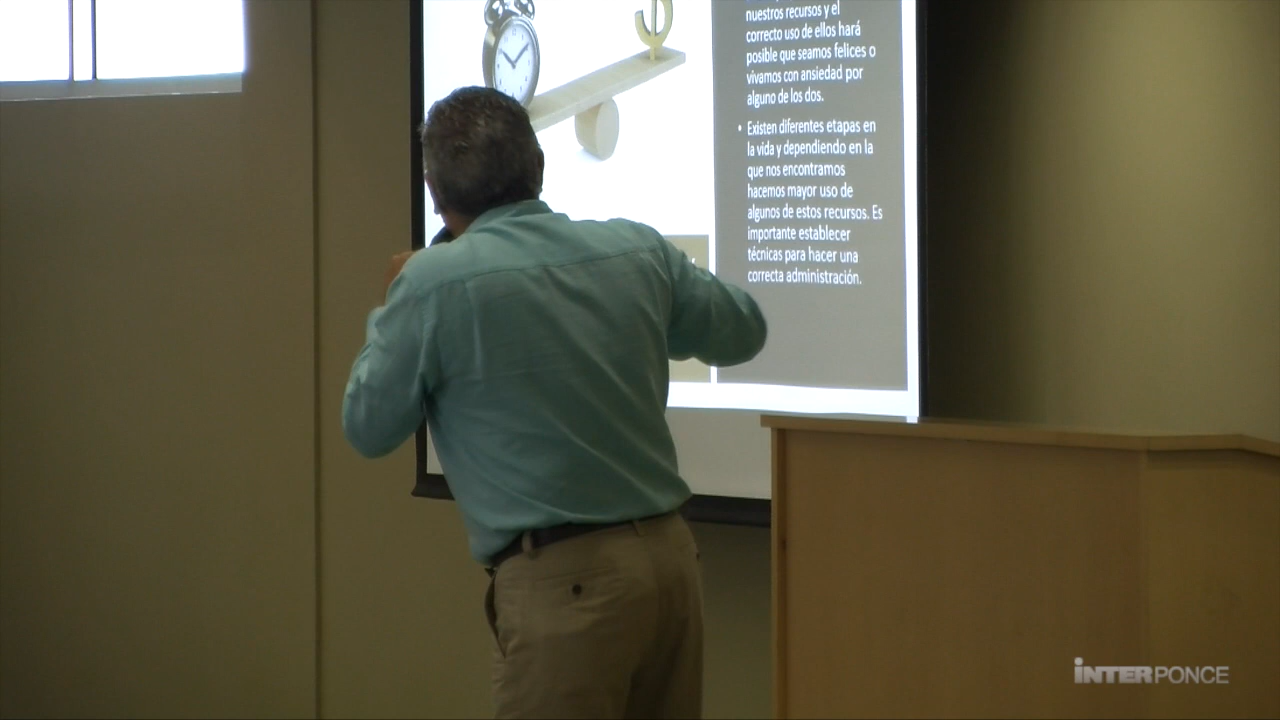 nuestros recursos y el
correcto uso de ellos hará
posible que seamos felices o
vivamos con ansiedad por
alguno de los dos.
• Existen diferentes etapas en
la vida y dependiendo en la
que nos encontramos
hacemos mayor uso de
algunos de estos recursos. Es
importante establecer
técnicas para hacer una
correcta administración.
INTERPONCE